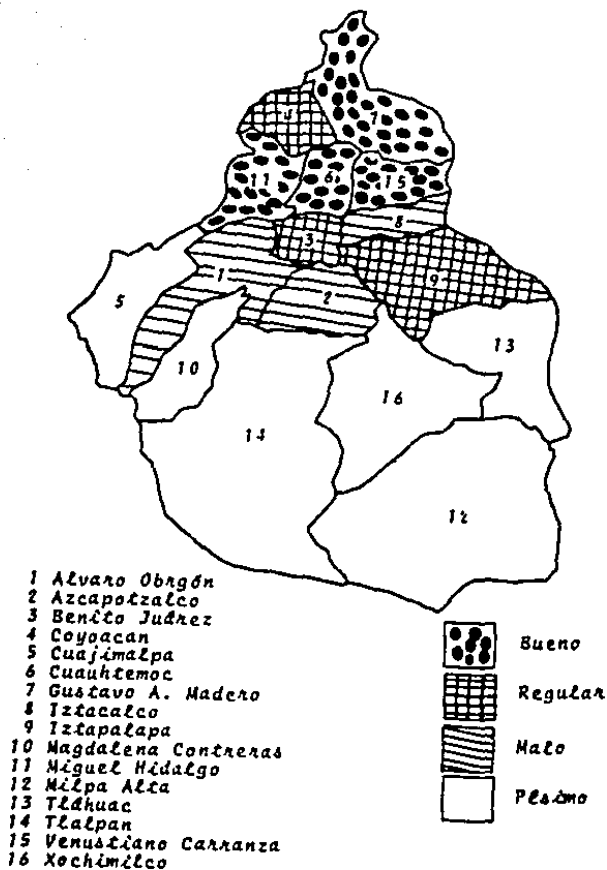 4
7
11
6
15
8
3
9
1
2
5
10
13
16
14
12
1 Alvaro Obrgón
2 Azcapotzalco
3 Benito Juárez
4 Coyoacan
5 Cuajimalpa
6 Cuauhtemoc
7 Gustavo A. Madero
8 Iztacalco
9 Iztapalapa
10 Magdalena Contreras
11 Miguel Hidalgo
12 Milpa Alta
13 Tláhuac
14 Tlalpan
15 Venustiano Carranza
16 Xochimilco
Bueno
Regular
Malo
Pésimo